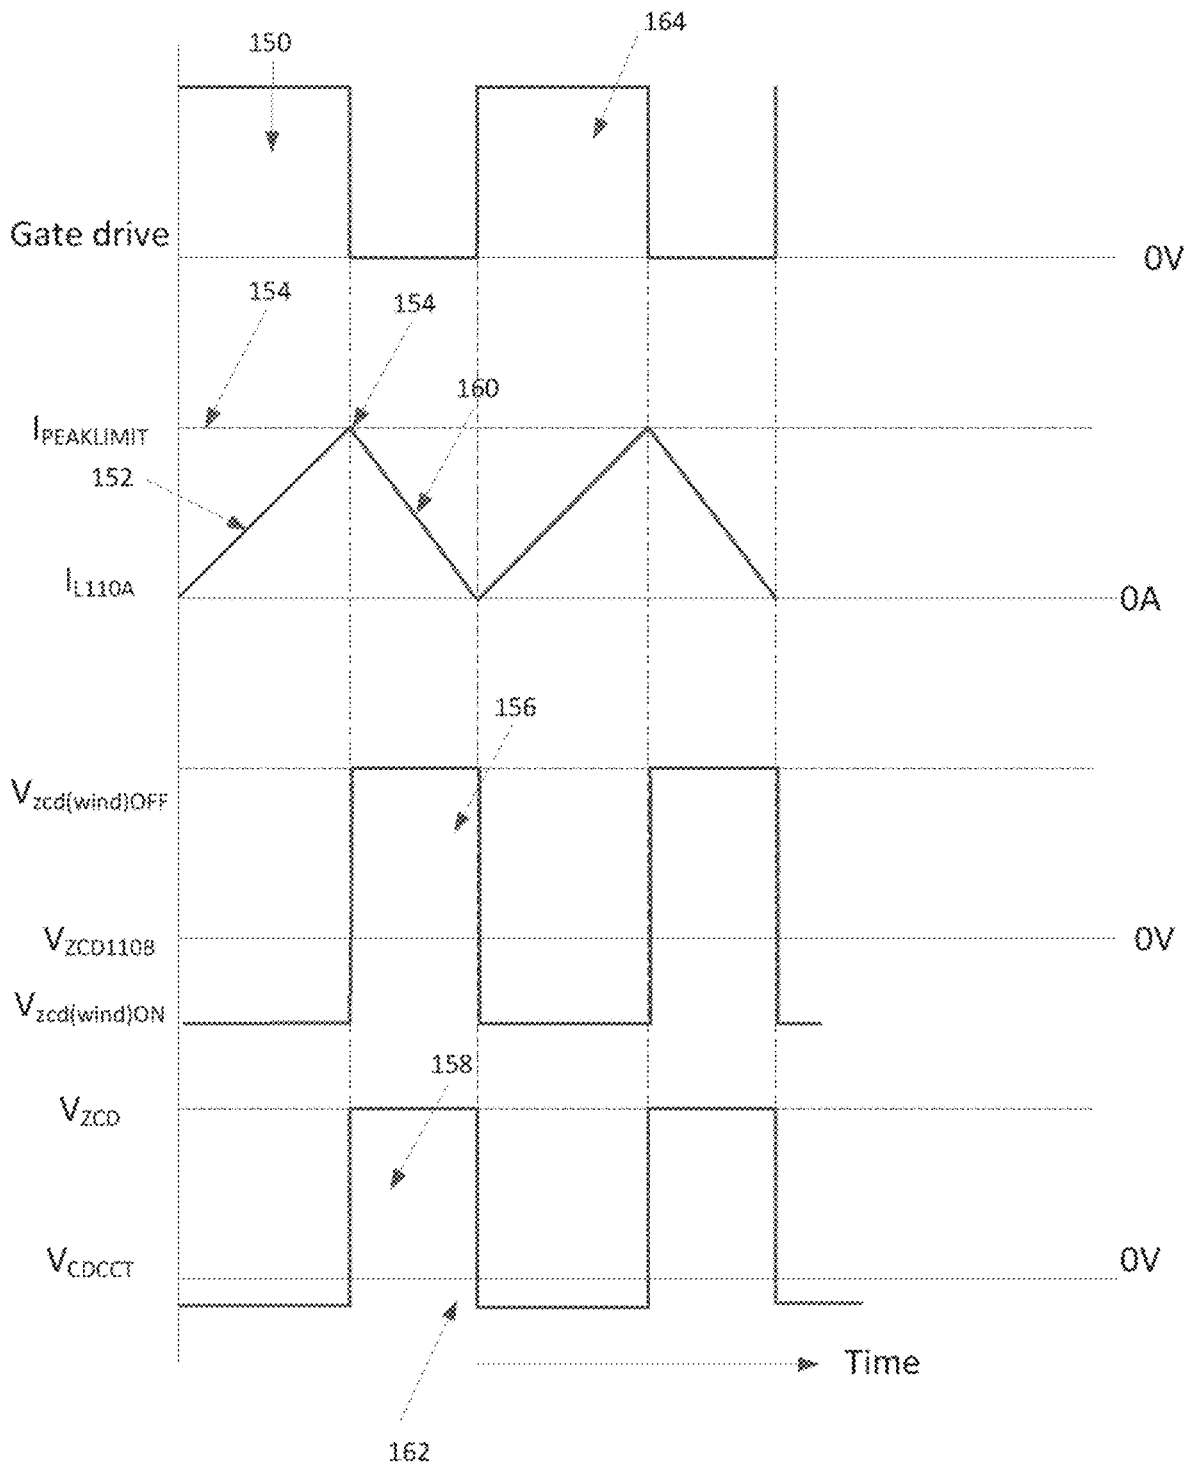 164
150
Gate drive
0V
154
154
160
IPEAKLIMIT
152
IL110A
0A
156
Vzcd(wind)OFF
VZCD110B
0V
Vzcd(wind)ON
158
VZCD
VCDCCT
0V
Time
162